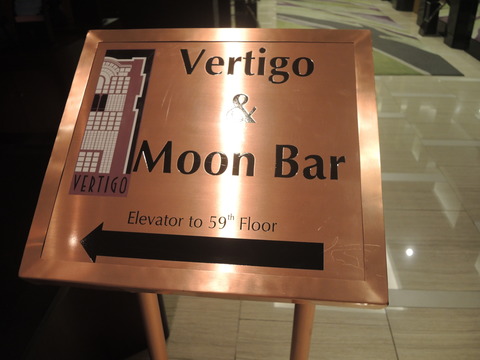 Vertigo
&
Moon Bar
VERTIGO
Elevator to 59th Floor